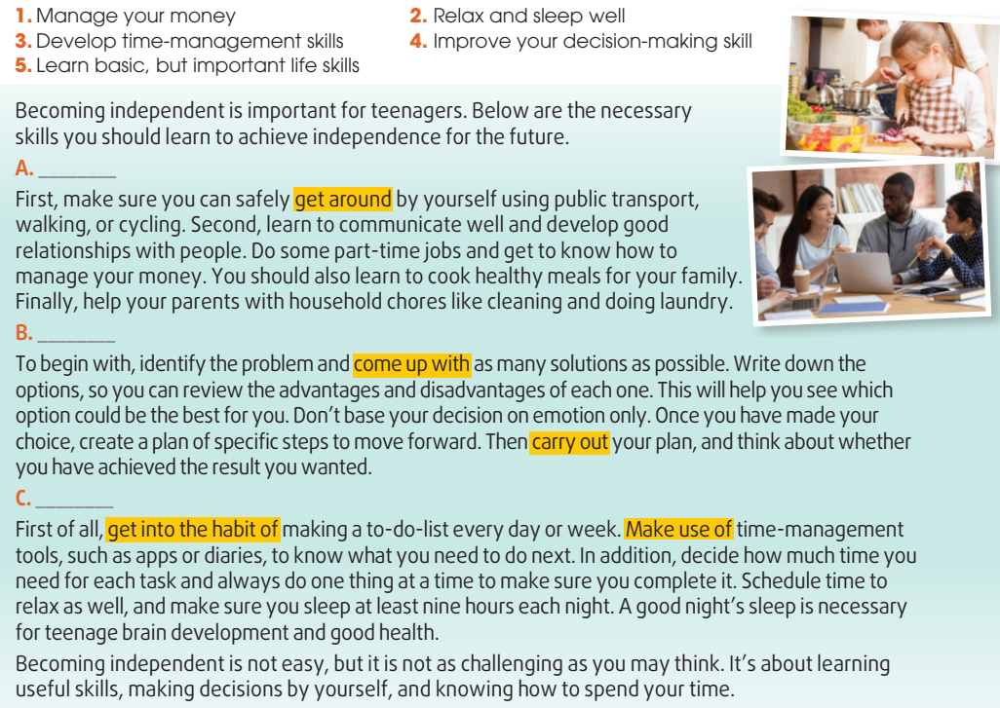 1. Manage your money
2. Relax and sleep well
3. Develop time-management skills
4. Improve your decision-making skill
5. Learn basic, but important life skills
Becoming independent is important for teenagers. Below are the necessary
skills you should learn to achieve independence for the future.
A. ________
First, make sure you can safely get around by yourself using public transport,
walking, or cycling. Second, learn to communicate well and develop good
relationships with people. Do some part-time jobs and get to know how to
manage your money. You should also learn to cook healthy meals for your family.
Finally, help your parents with household chores like cleaning and doing laundry.
B. ________
To begin with, identify the problem and come up with as many solutions as possible. Write down the
options, so you can review the advantages and disadvantages of each one. This will help you see which
option could be the best for you. Don't base your decision on emotion only. Once you have made your
choice, create a plan of specific steps to move forward. Then carry out your plan, and think about whether
you have achieved the result you wanted.
C. ________
First of all, get into the habit of making a to-do-list every day or week. Make use of time-management
tools, such as apps or diaries, to know what you need to do next. In addition, decide how much time you
need for each task and always do one thing at a time to make sure you complete it. Schedule time to
relax as well, and make sure you sleep at least nine hours each night. A good night's sleep is necessary
for teenage brain development and good health.
Becoming independent is not easy, but it is not as challenging as you may think. It's about learning
useful skills, making decisions by yourself, and knowing how to spend your time.